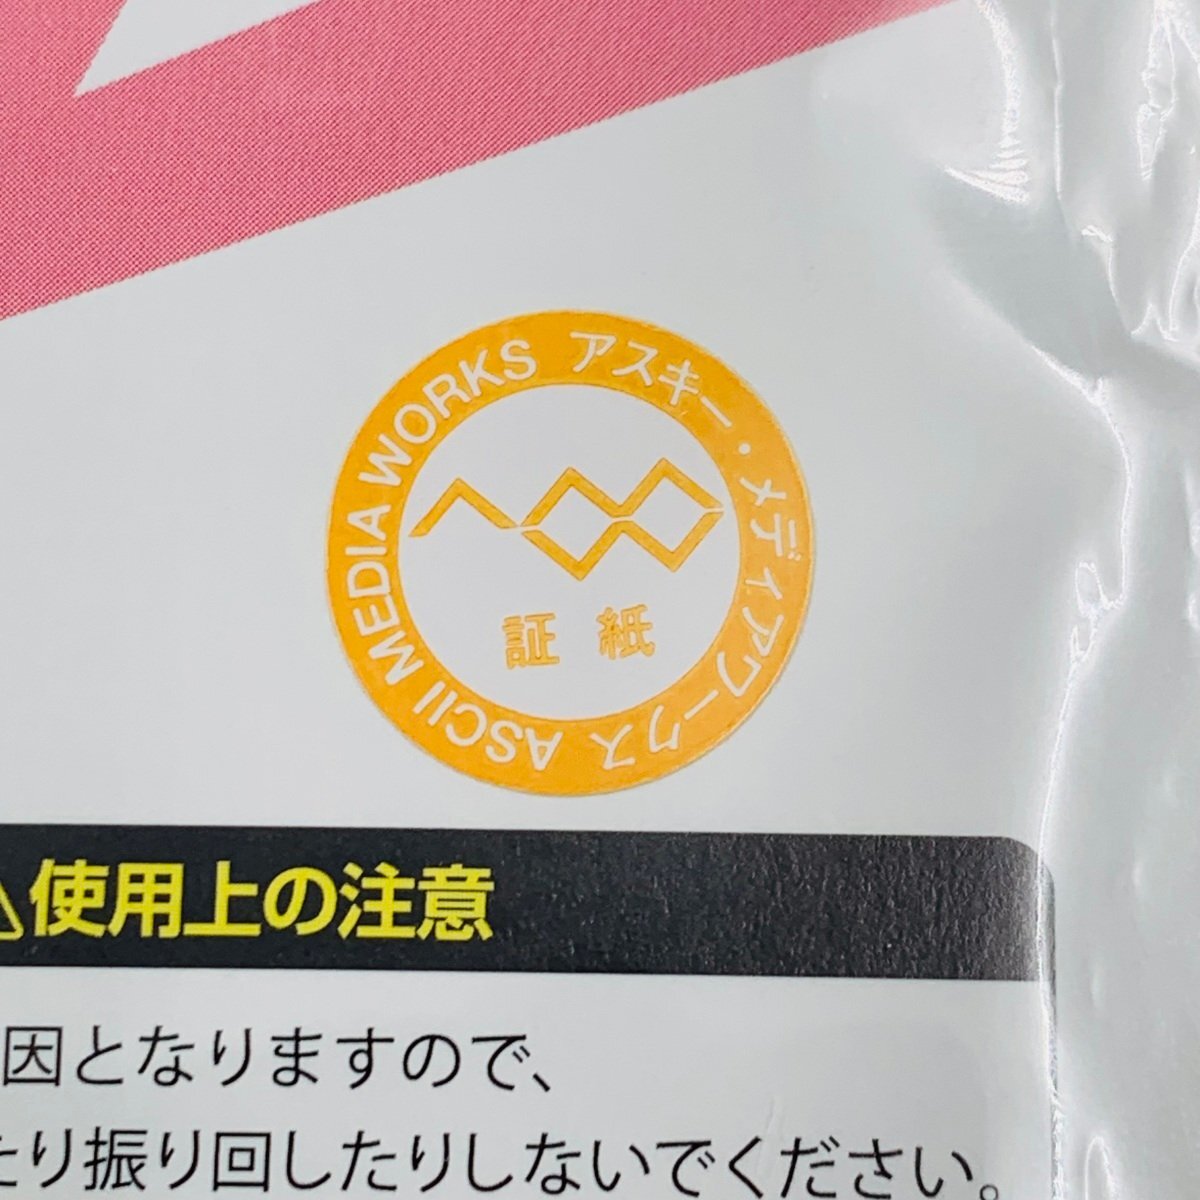 アスキー・メディアワークス ASCII MEDIA WORKS
証紙
使用上の注意
因となりますので、
たり振り回したりしないでください。